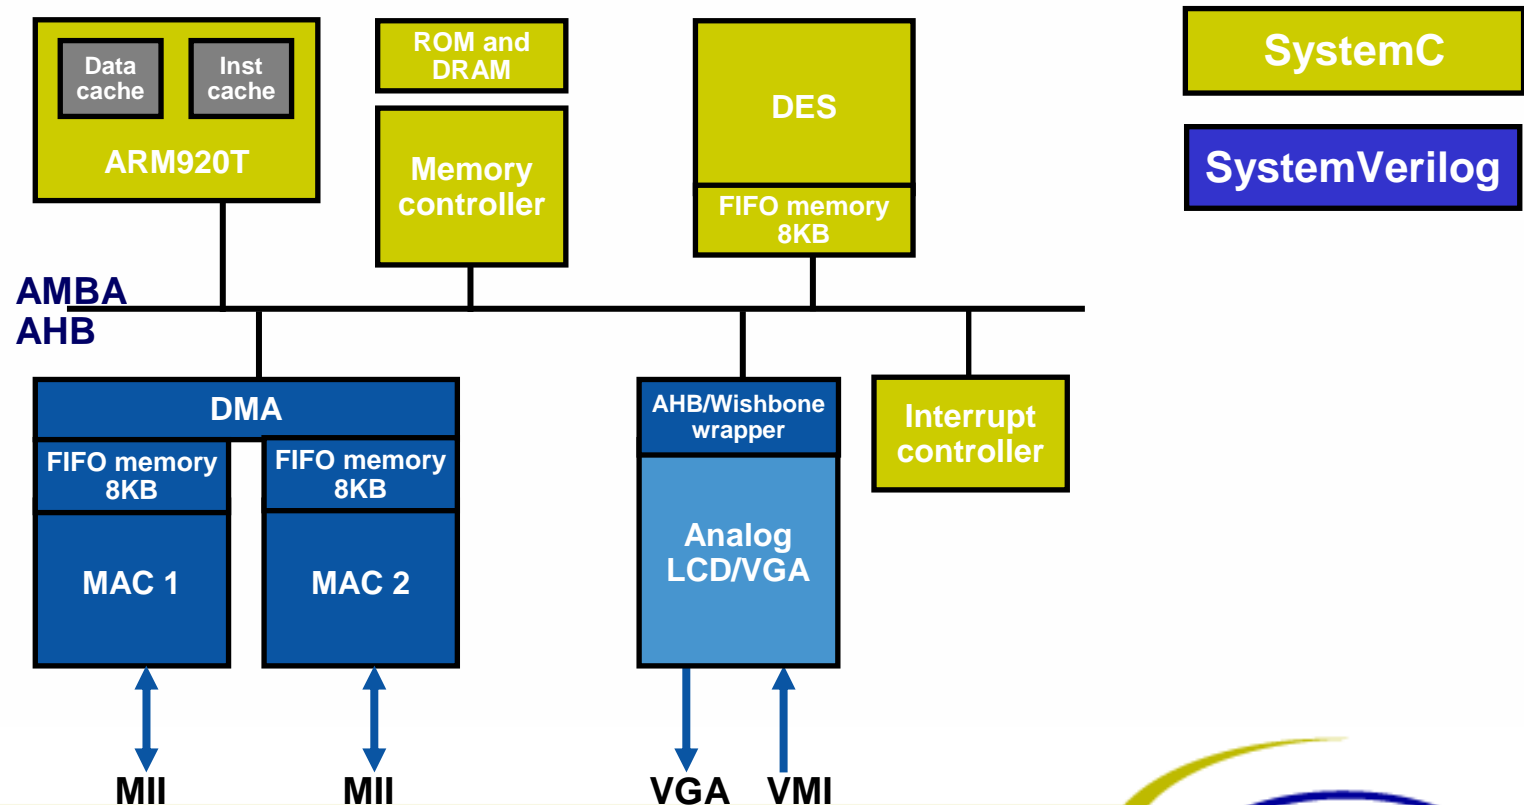 Data
cache
Inst
cache
ARM920T
ROM and
DRAM
Memory
controller
DES
FIFO memory
8KB
SystemC
SystemVerilog
AMBA
AHB
DMA
FIFO memory
8KB
FIFO memory
8KB
MAC 1
MAC 2
AHB/Wishbone
wrapper
Analog
LCD/VGA
Interrupt
controller
MII
MII
VGA
VMI